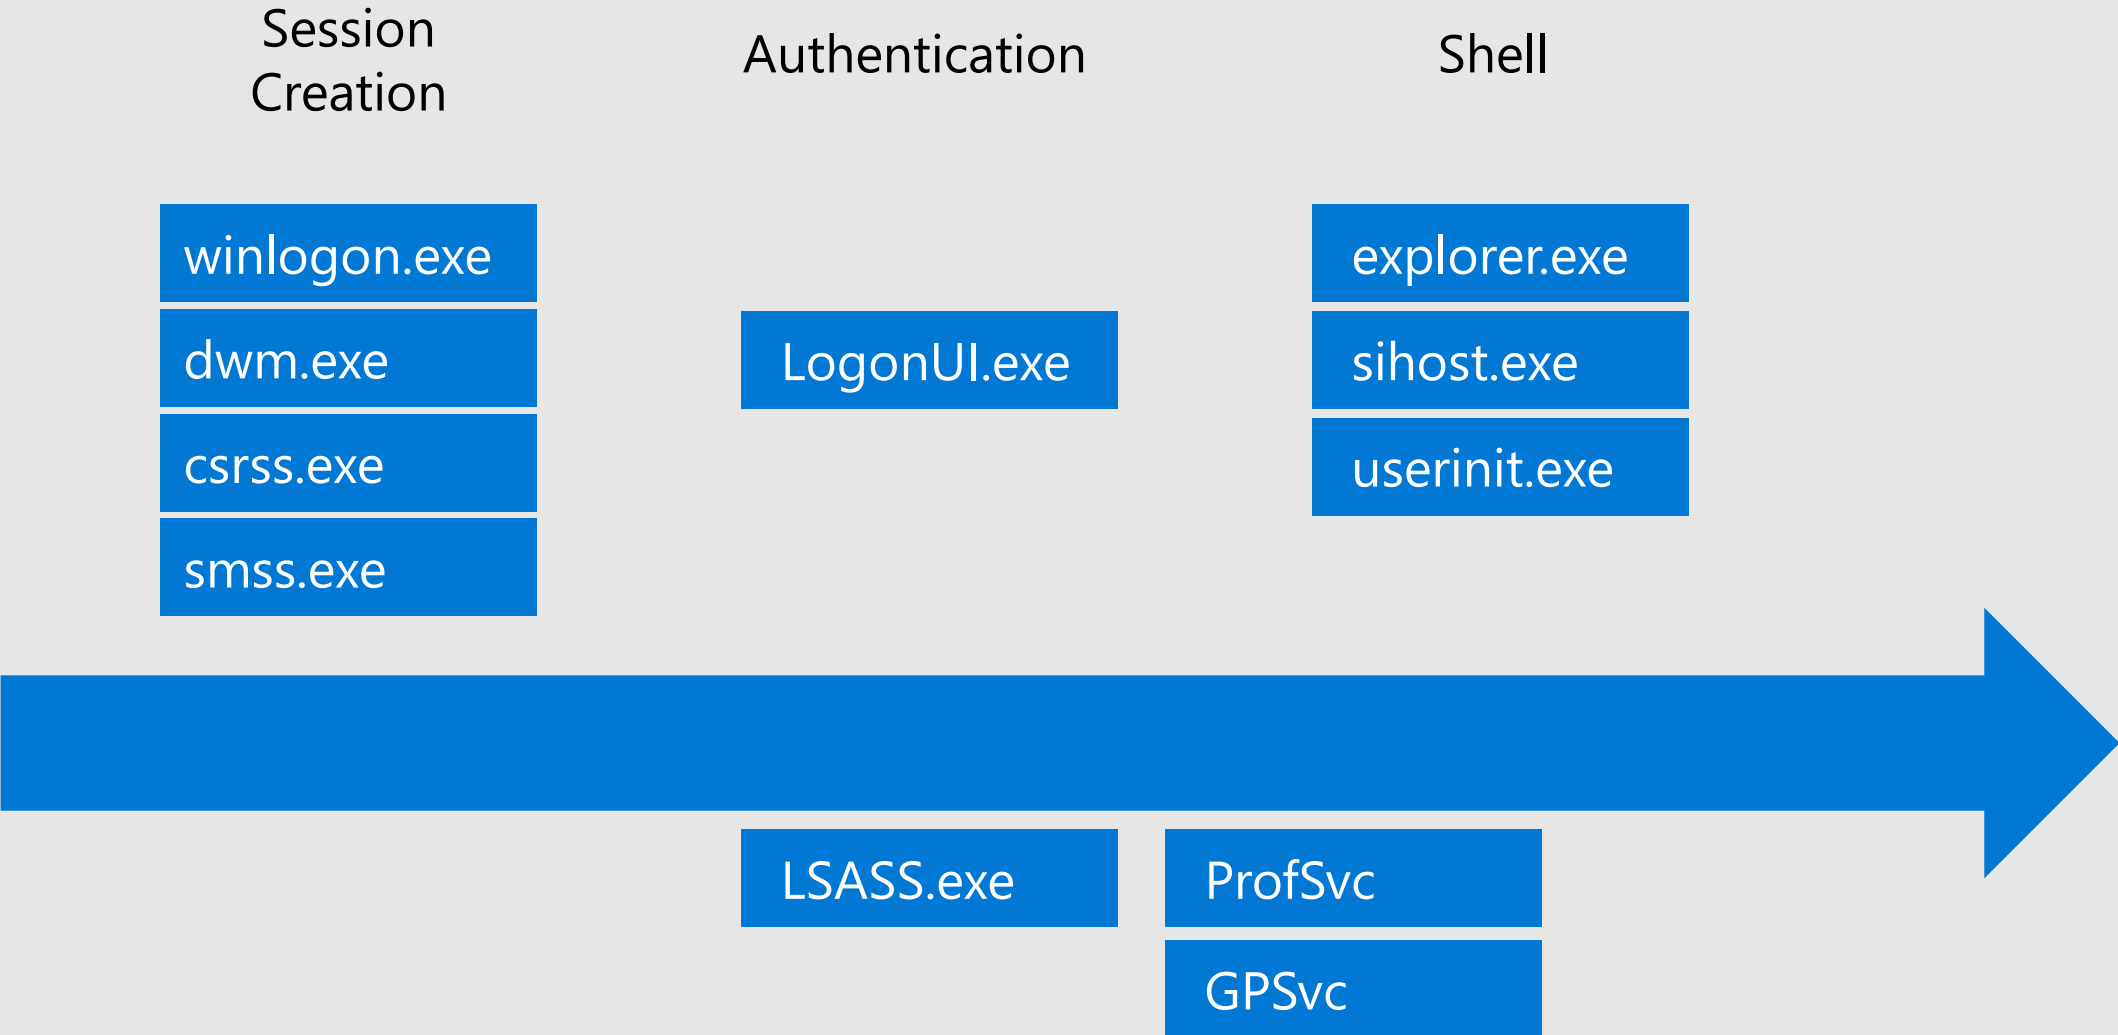 Session
Creation
Authentication
Shell
winlogon.exe
dwm.exe
csrss.exe
smss.exe
LogonUI.exe
explorer.exe
sihost.exe
userinit.exe
LSASS.exe
ProfSvc
GPSvc